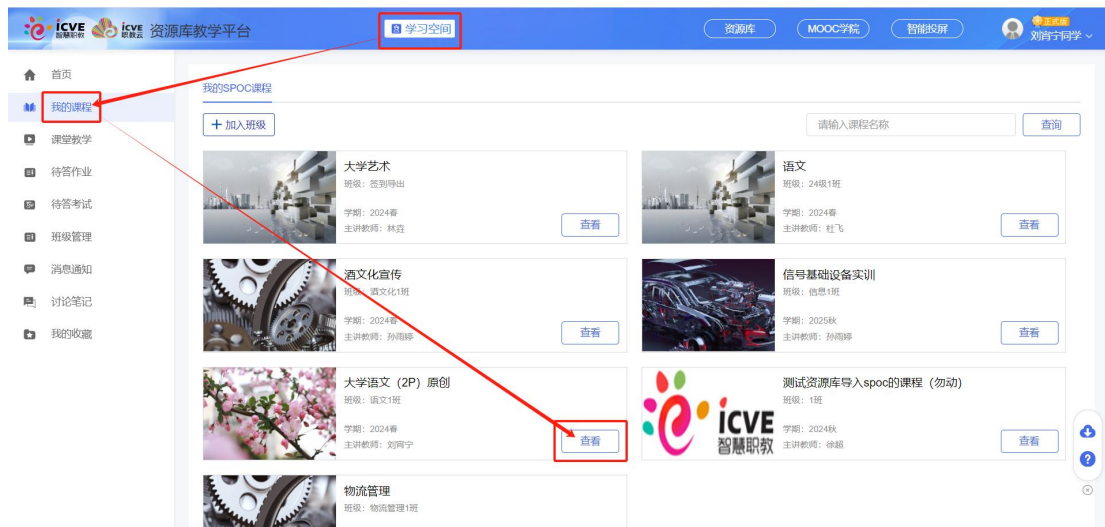 icve 智慧职教 icve 职教云 资源库教学平台
学习空间
资源库
MOOC学院
智能投屏
正式版
刘宵宁同学
首页
我的课程
课堂教学
待答作业
待答考试
班级管理
消息通知
讨论笔记
我的收藏
我的SPOC课程
+ 加入班级
请输入课程名称
查询
大学艺术
班级：签到导出
学期：2024春
主讲教师：林垚
查看
语文
班级：24级1班
学期：2024春
主讲教师：杜飞
查看
酒文化宣传
班级：酒文化1班
学期：2024春
主讲教师：孙雨婷
查看
信号基础设备实训
班级：信息1班
学期：2025秋
主讲教师：孙雨婷
查看
大学语文（2P）原创
班级：语文1班
学期：2024春
主讲教师：刘宵宁
查看
icve
智慧职教
测试资源库导入spoc的课程（勿动）
班级：1班
学期：2024秋
主讲教师：徐超
查看
物流管理
班级：物流管理1班